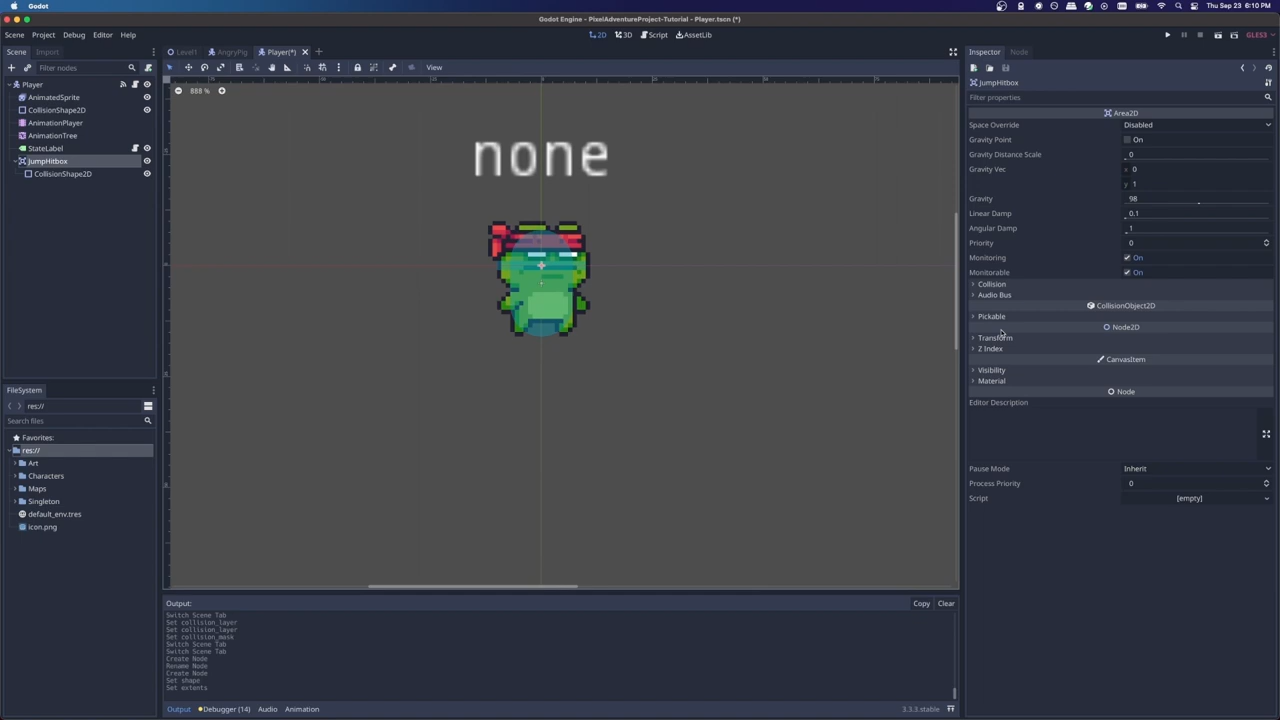 Godot
Thu Sep 23 6:10 PM
Godot Engine - PixelAdventureProject-Tutorial - Player.tscn (*)
Scene Project Debug Editor Help
2D 3D Script AssetLib
GLES3
Scene Import
Level1 AngryPig Player(*)
Inspector Node
Filter nodes
View
Player
JumpHitbox
888 %
AnimatedSprite
Filter properties
CollisionShape2D
Area2D
AnimationPlayer
Space Override Disabled
AnimationTree
Gravity Point On
StateLabel
Gravity Distance Scale 0
JumpHitbox
none
Gravity Vec x 0
CollisionShape2D
y 1
Gravity 98
Linear Damp 0.1
Angular Damp 1
Priority 0
Monitoring On
Monitorable On
Collision
Audio Bus
CollisionObject2D
Pickable
Node2D
Transform
Z Index
CanvasItem
Visibility
Material
Node
Editor Description
FileSystem
res://
Search files
Favorites:
res://
Art
Characters
Pause Mode Inherit
Maps
Process Priority 0
Singleton
Script [empty]
default_env.tres
icon.png
Output:
Copy Clear
Switch Scene Tab
Set collision_layer
Set collision_layer
Set collision_mask
Switch Scene Tab
Switch Scene Tab
Create Node
Rename Node
Create Node
Set shape
Set extents
Output Debugger (14) Audio Animation
3.3.3.stable